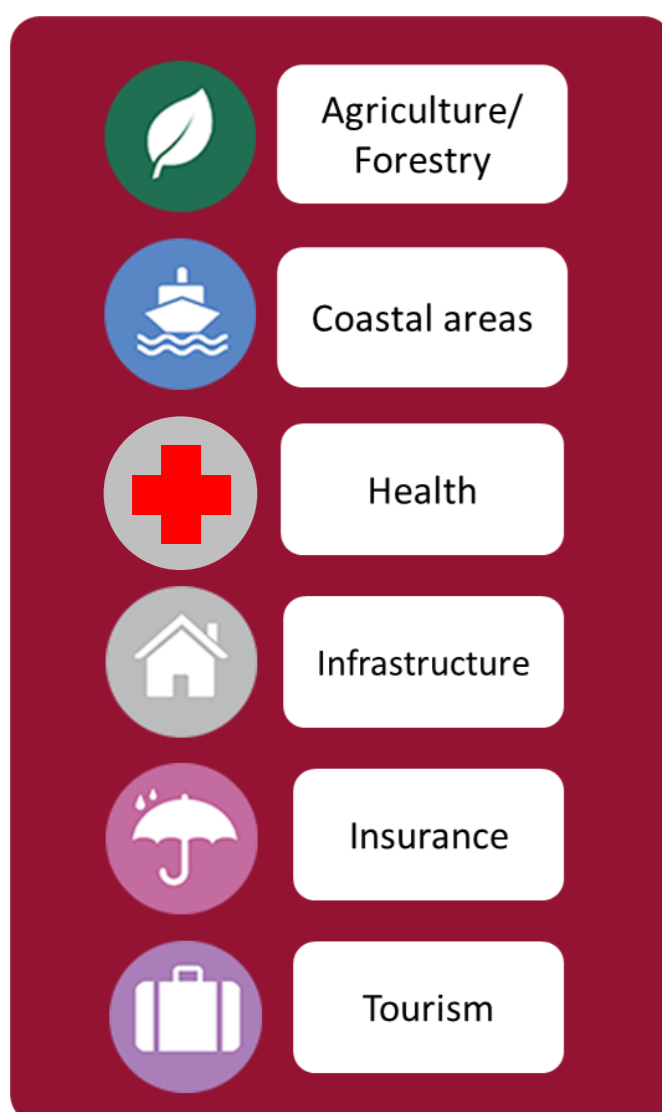 Agriculture/
Forestry
Coastal areas
Health
Infrastructure
Insurance
Tourism